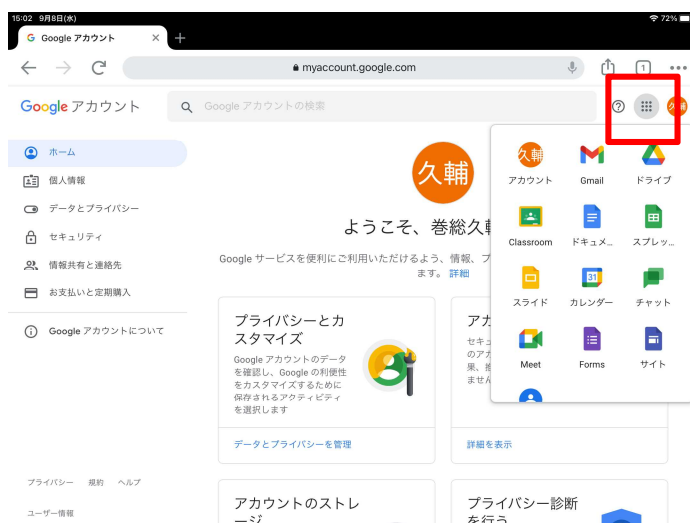 15:02 9月8日(水)
72%
Google アカウント
myaccount.google.com
1
Google アカウント
Google アカウントの検索
ホーム
個人情報
データとプライバシー
セキュリティ
情報共有と連絡先
お支払いと定期購入
Google アカウントについて
プライバシー 規約 ヘルプ
ユーザー情報
久輔
ようこそ、巻総久
Google サービスを便利にご利用いただけるよう、情報、プ
ます。 詳細
プライバシーとカ
スタマイズ
Google アカウントのデータ
を確認し、Google の利便性
をカスタマイズするために
保存されるアクティビティ
を選択します
データとプライバシーを管理
アカ
セキュ
のアカ
果、推
ません
詳細を表示
アカウントのストレ
ージ
プライバシー診断
を行う
久輔
アカウント Gmail ドライブ
Classroom ドキュメ... スプレッ...
31
スライド カレンダー チャット
Meet Forms サイト